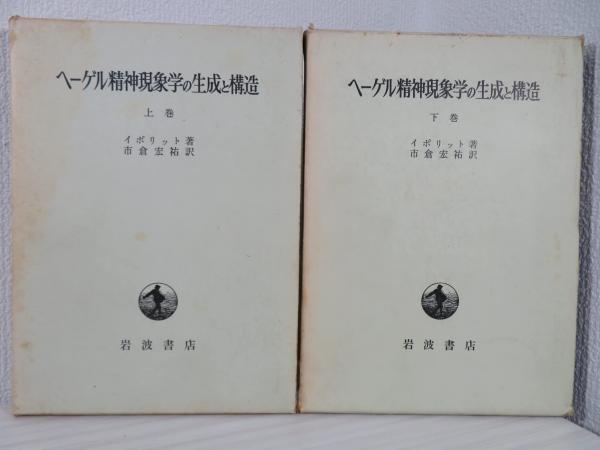 ヘーゲル精神現象学の生成と構造
上巻
イポリット著
市倉宏祐訳
岩波書店
ヘーゲル精神現象学の生成と構造
下巻
イポリット著
市倉宏祐訳
岩波書店